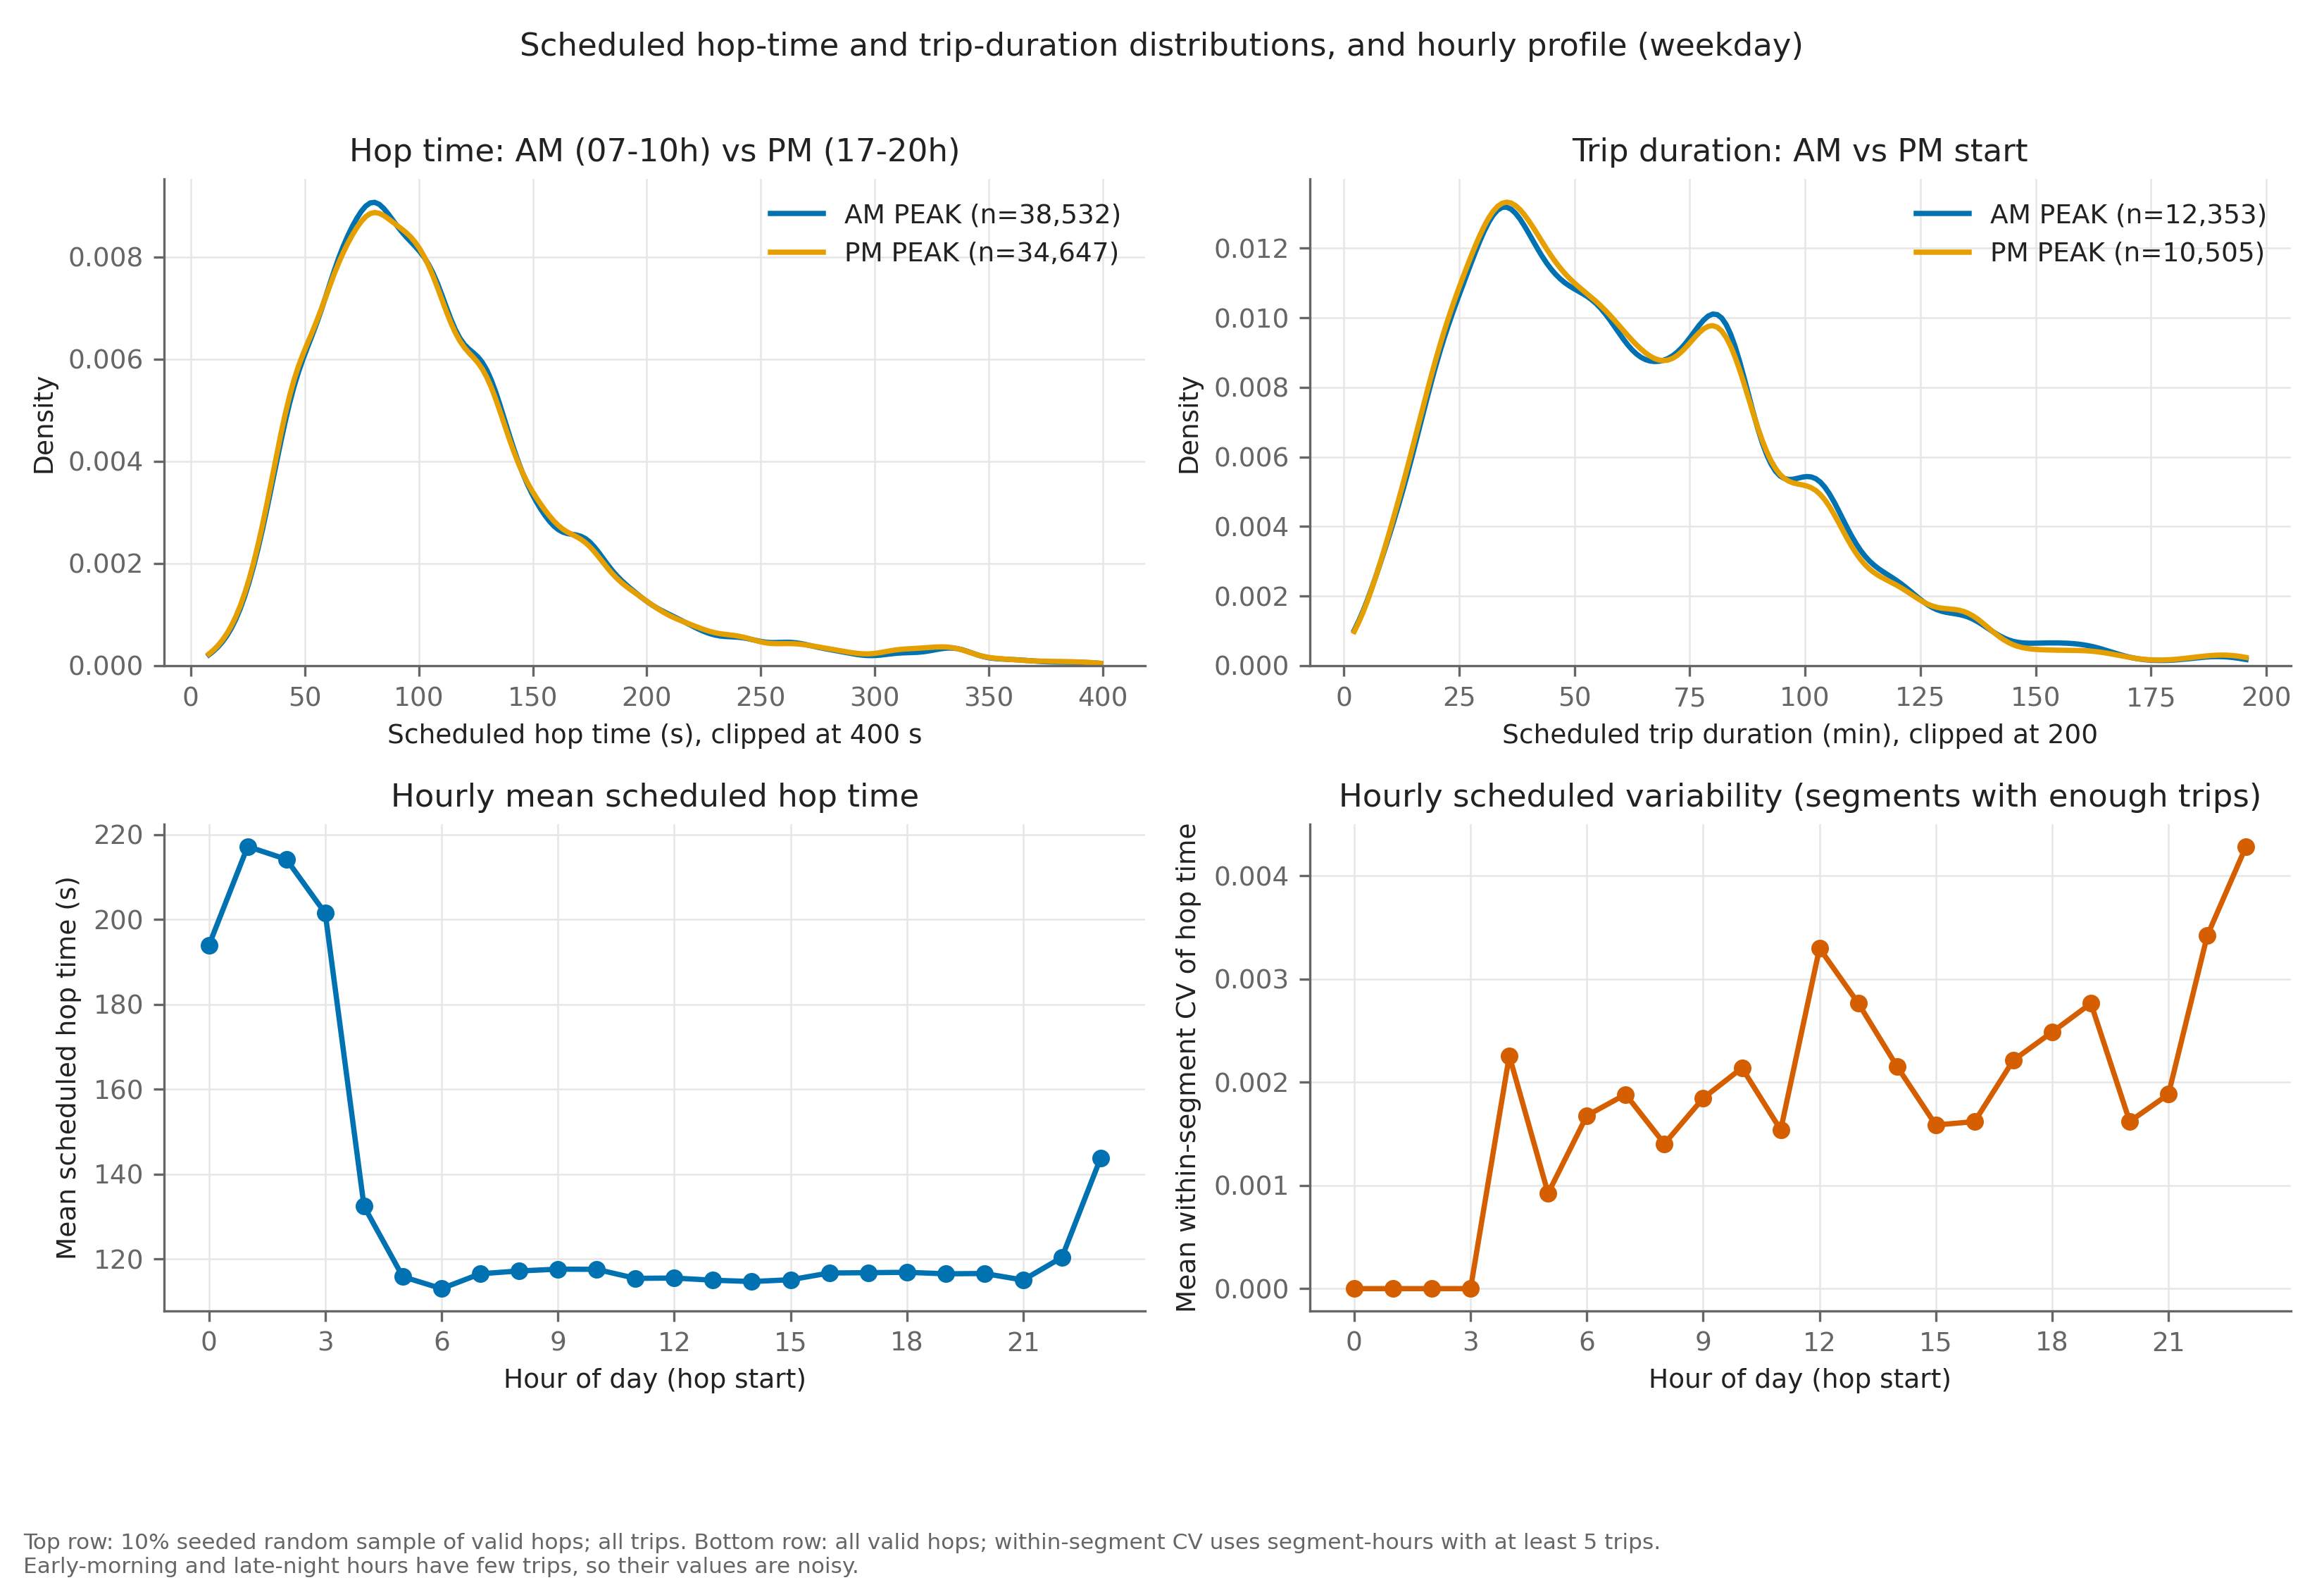 Scheduled hop-time and trip-duration distributions, and hourly profile (weekday)
Hop time: AM (07-10h) vs PM (17-20h)
AM PEAK (n=38,532)
PM PEAK (n=34,647)
0.008
0.006
0.004
0.002
0.000
Density
0 50 100 150 200 250 300 350 400
Scheduled hop time (s), clipped at 400 s
Trip duration: AM vs PM start
AM PEAK (n=12,353)
PM PEAK (n=10,505)
0.012
0.010
0.008
0.006
0.004
0.002
0.000
Density
0 25 50 75 100 125 150 175 200
Scheduled trip duration (min), clipped at 200
Hourly mean scheduled hop time
220
200
180
160
140
120
Mean scheduled hop time (s)
0 3 6 9 12 15 18 21
Hour of day (hop start)
Hourly scheduled variability (segments with enough trips)
0.004
0.003
0.002
0.001
0.000
Mean within-segment CV of hop time
0 3 6 9 12 15 18 21
Hour of day (hop start)
Top row: 10% seeded random sample of valid hops; all trips. Bottom row: all valid hops; within-segment CV uses segment-hours with at least 5 trips.
Early-morning and late-night hours have few trips, so their values are noisy.